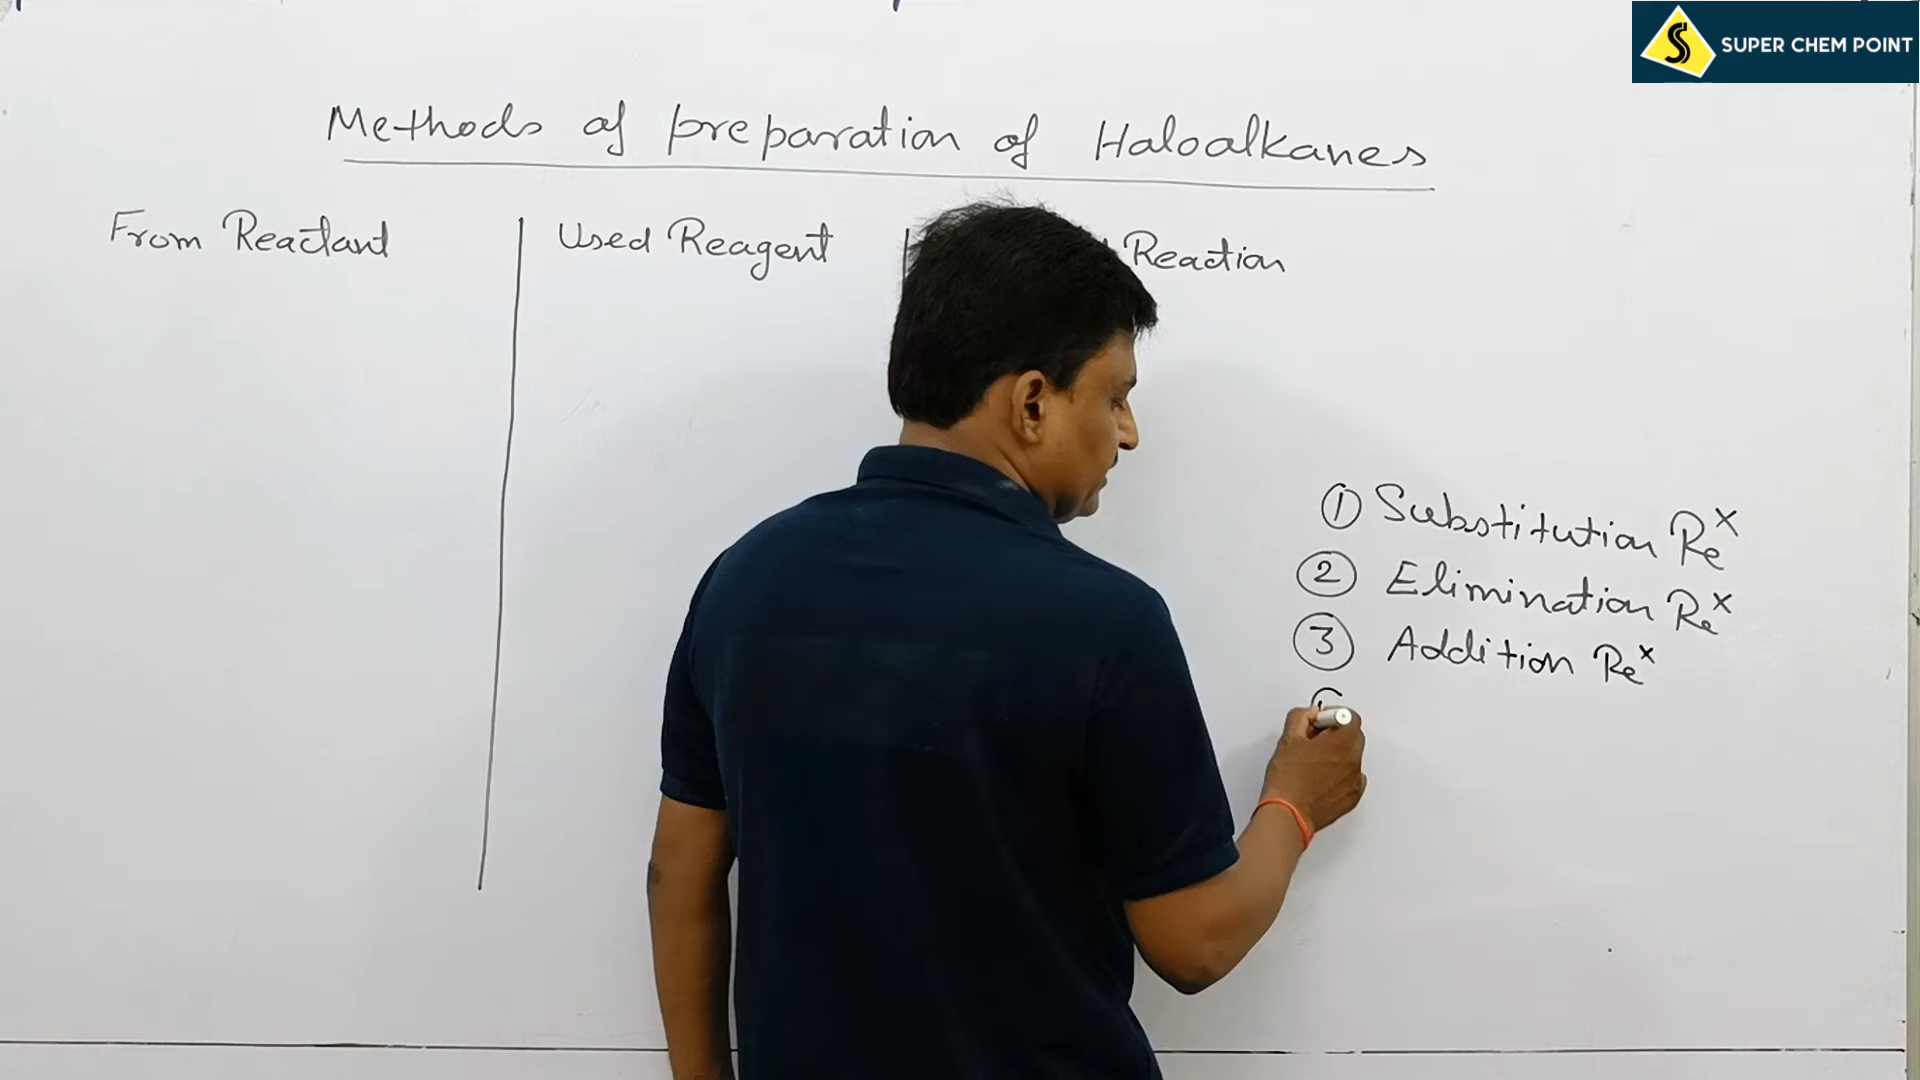 SUPER CHEM POINT
Methods of preparation of Haloalkanes
From Reactant
Used Reagent
Reaction
① Substitution Reˣ
② Elimination Reˣ
③ Addition Reˣ